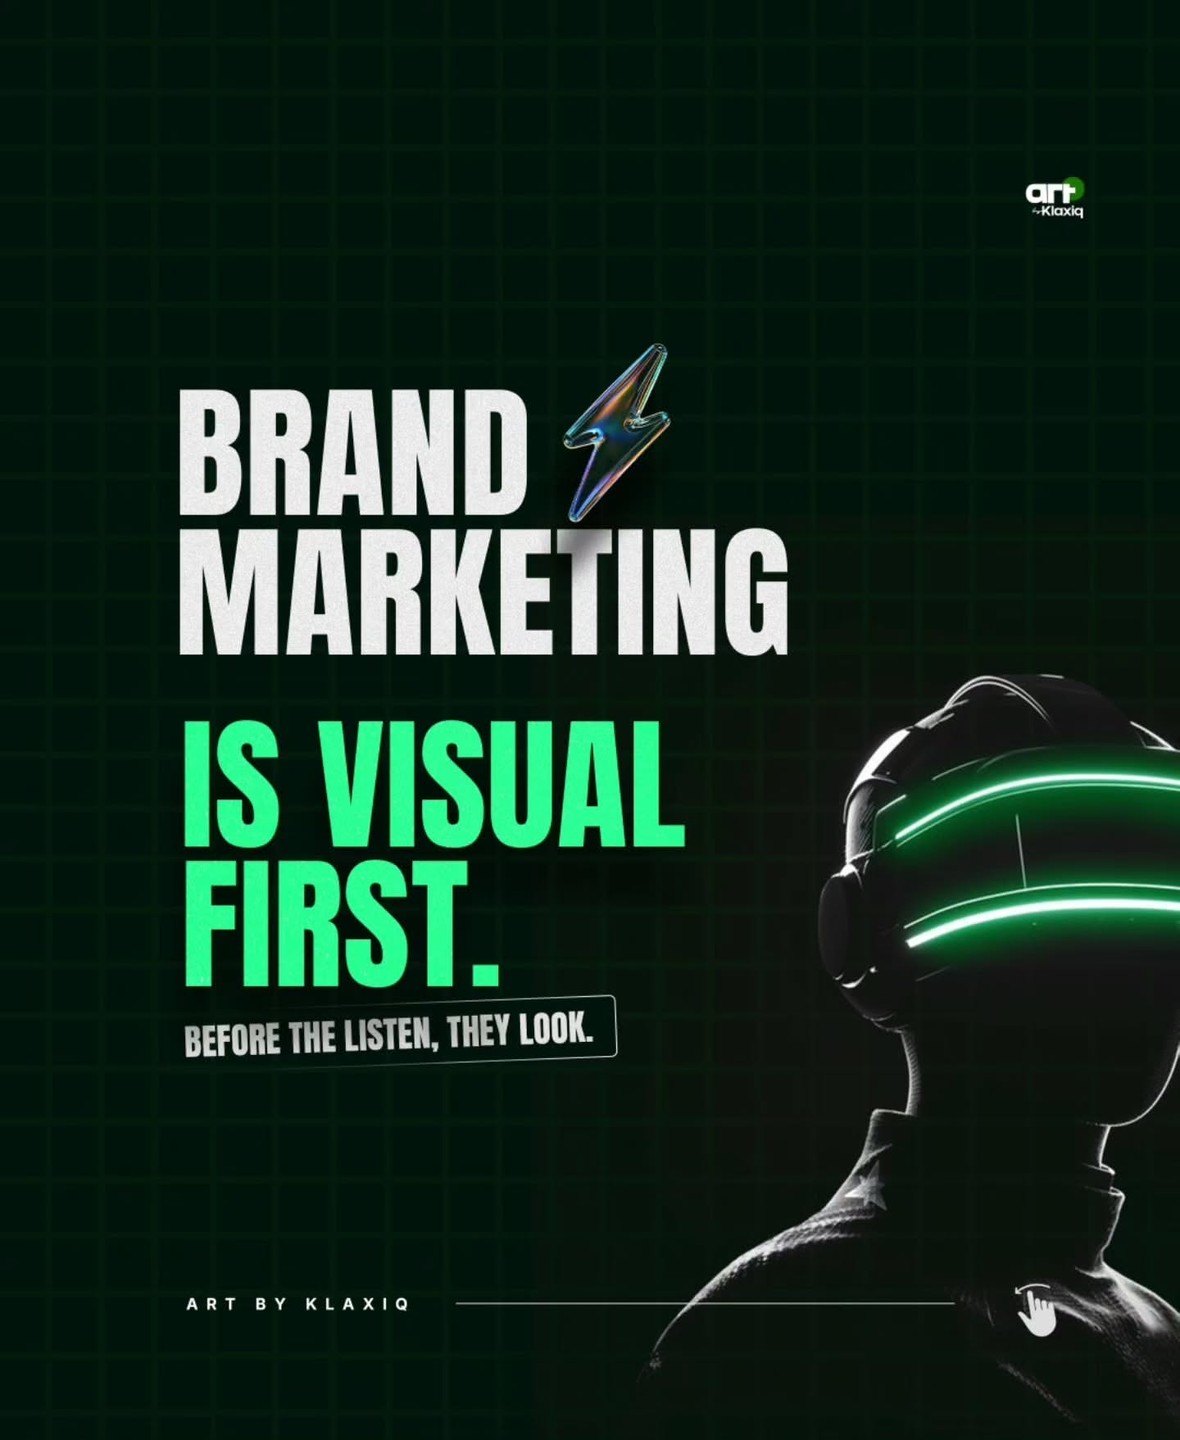 art
by Klaxiq
BRAND
MARKETING
IS VISUAL
FIRST.
BEFORE THE LISTEN, THEY LOOK.
ART BY KLAXIQ